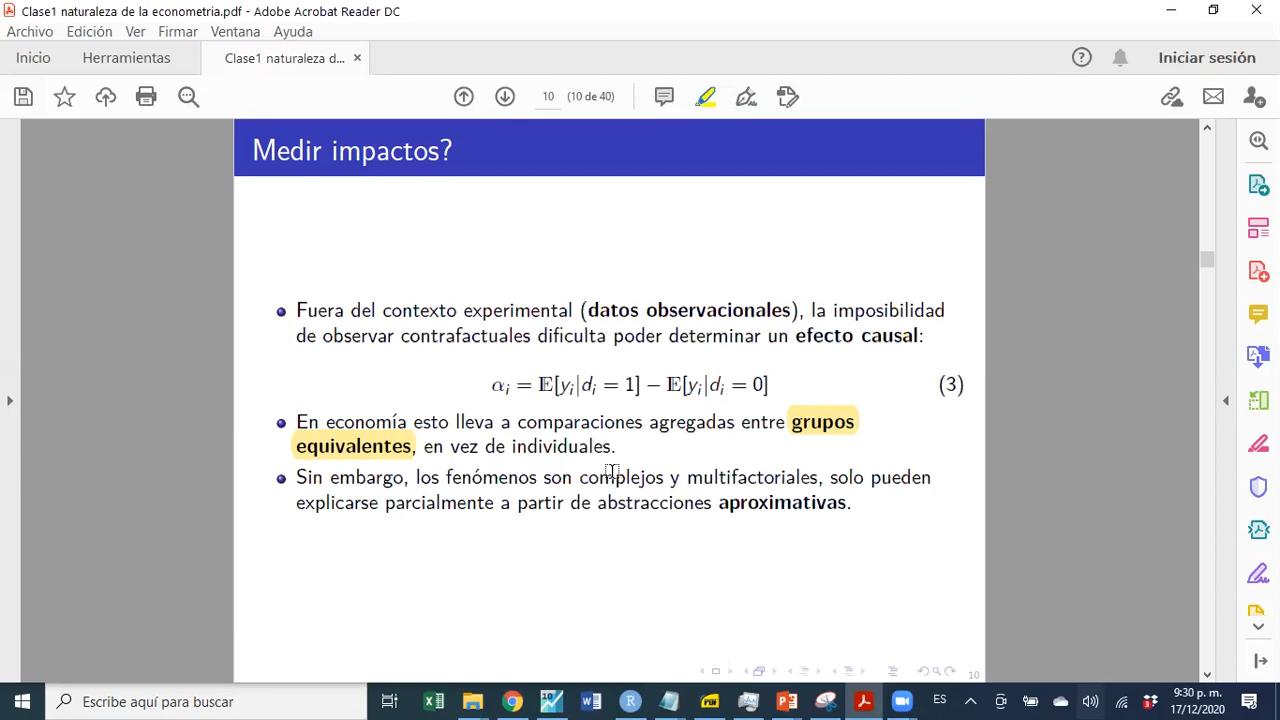 Clase1 naturaleza de la econometria.pdf - Adobe Acrobat Reader DC
Archivo Edición Ver Firmar Ventana Ayuda
Inicio Herramientas Clase1 naturaleza d... × Iniciar sesión
10 (10 de 40)
Medir impactos?
Fuera del contexto experimental (datos observacionales), la imposibilidad
de observar contrafactuales dificulta poder determinar un efecto causal:
αᵢ = 𝔼[yᵢ|dᵢ = 1] − 𝔼[yᵢ|dᵢ = 0] (3)
En economía esto lleva a comparaciones agregadas entre grupos
equivalentes, en vez de individuales.
Sin embargo, los fenómenos son complejos y multifactoriales, solo pueden
explicarse parcialmente a partir de abstracciones aproximativas.
10
Escribe aquí para buscar
ES
9:30 p. m.
17/12/2020